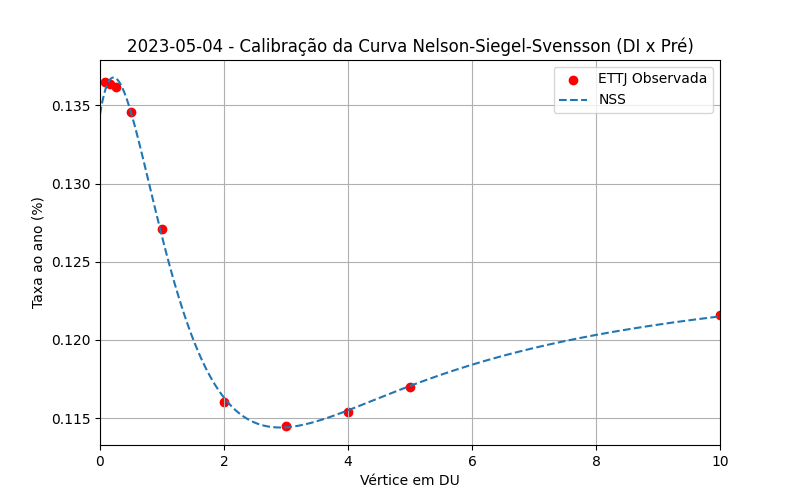 2023-05-04 - Calibração da Curva Nelson-Siegel-Svensson (DI x Pré)
ETTJ Observada
NSS
Taxa ao ano (%)
0.135
0.130
0.125
0.120
0.115
0
2
4
6
8
10
Vértice em DU